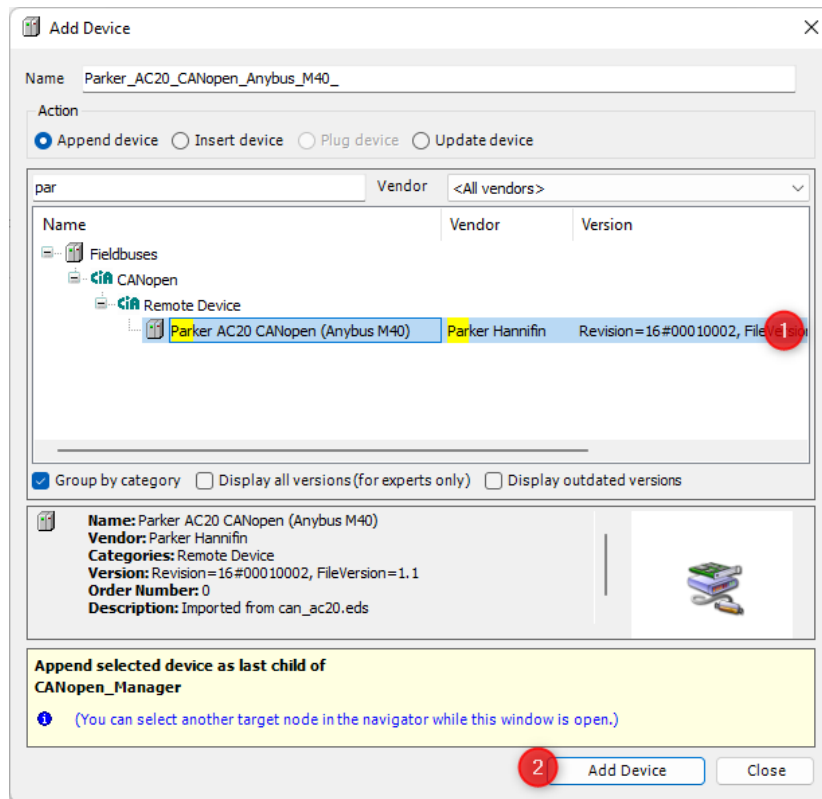 Add Device
Name Parker_AC20_CANopen_Anybus_M40_
Action
Append device Insert device Plug device Update device
par Vendor <All vendors>
Name Vendor Version
Fieldbuses
CiA CANopen
CiA Remote Device
Parker AC20 CANopen (Anybus M40) Parker Hannifin Revision=16#00010002, FileVersion 1
Group by category Display all versions (for experts only) Display outdated versions
Name: Parker AC20 CANopen (Anybus M40)
Vendor: Parker Hannifin
Categories: Remote Device
Version: Revision=16#00010002, FileVersion=1.1
Order Number: 0
Description: Imported from can_ac20.eds
Append selected device as last child of
CANopen_Manager
(You can select another target node in the navigator while this window is open.)
2 Add Device Close